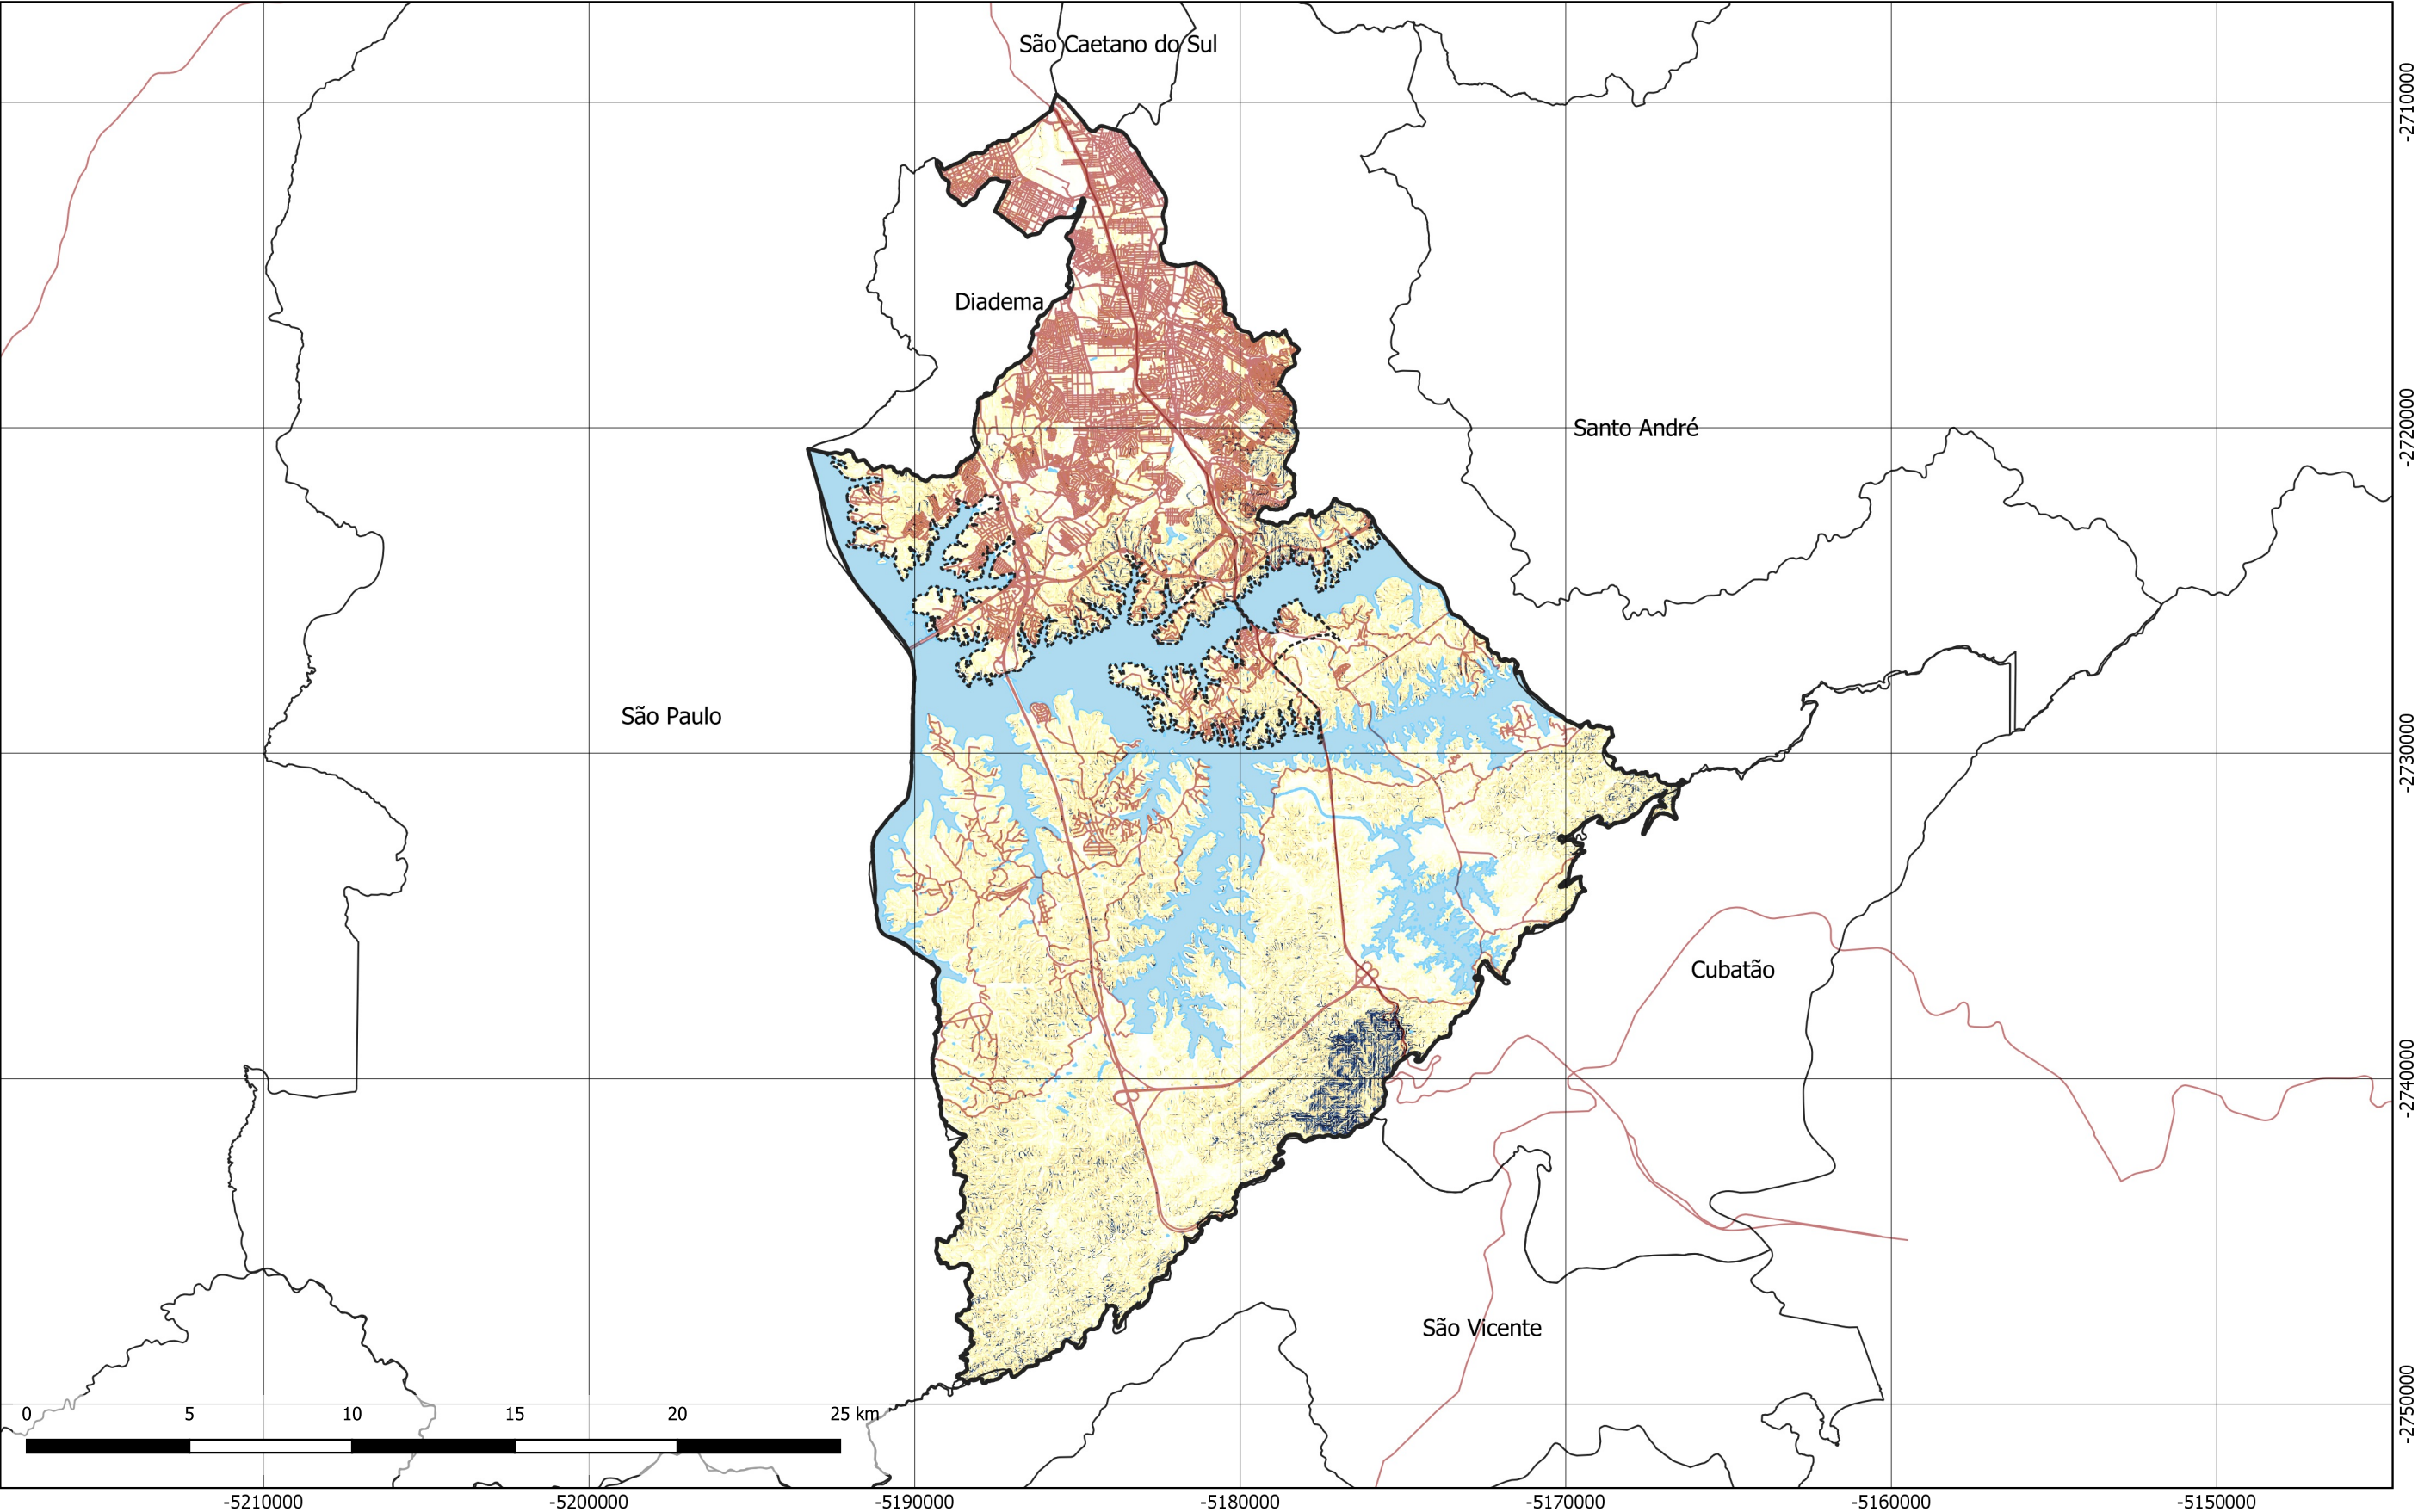 São Caetano do Sul
-2710000
Diadema
Santo André
-2720000
São Paulo
-2730000
Cubatão
-2740000
São Vicente
-2750000
0 5 10 15 20 25 km
-5210000 -5200000 -5190000 -5180000 -5170000 -5160000 -5150000